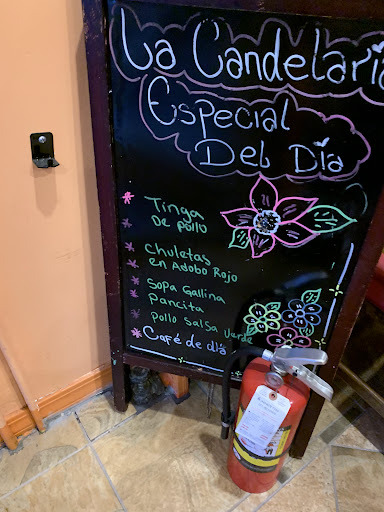 La Candelaria
Especial
Del Día
Tinga
De Pollo
Chuletas
en Adobo Rojo
Sopa Gallina
Pancita
Pollo Salsa Verde
Café de olla